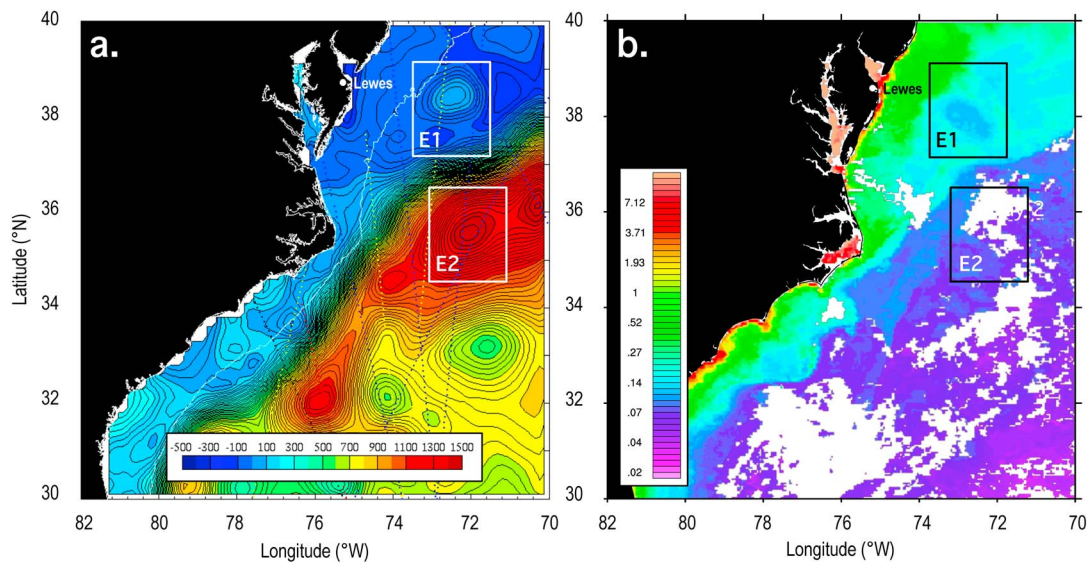 a.
40
38
36
34
32
30
Latitude (°N)
Lewes
E1
E2
-500 -300 -100 100 300 500 700 900 1100 1300 1500
82 80 78 76 74 72 70
Longitude (°W)
b.
40
38
36
34
32
30
Lewes
E1
E2
7.12
3.71
1.93
1
.52
.27
.14
.07
.04
.02
82 80 78 76 74 72 70
Longitude (°W)